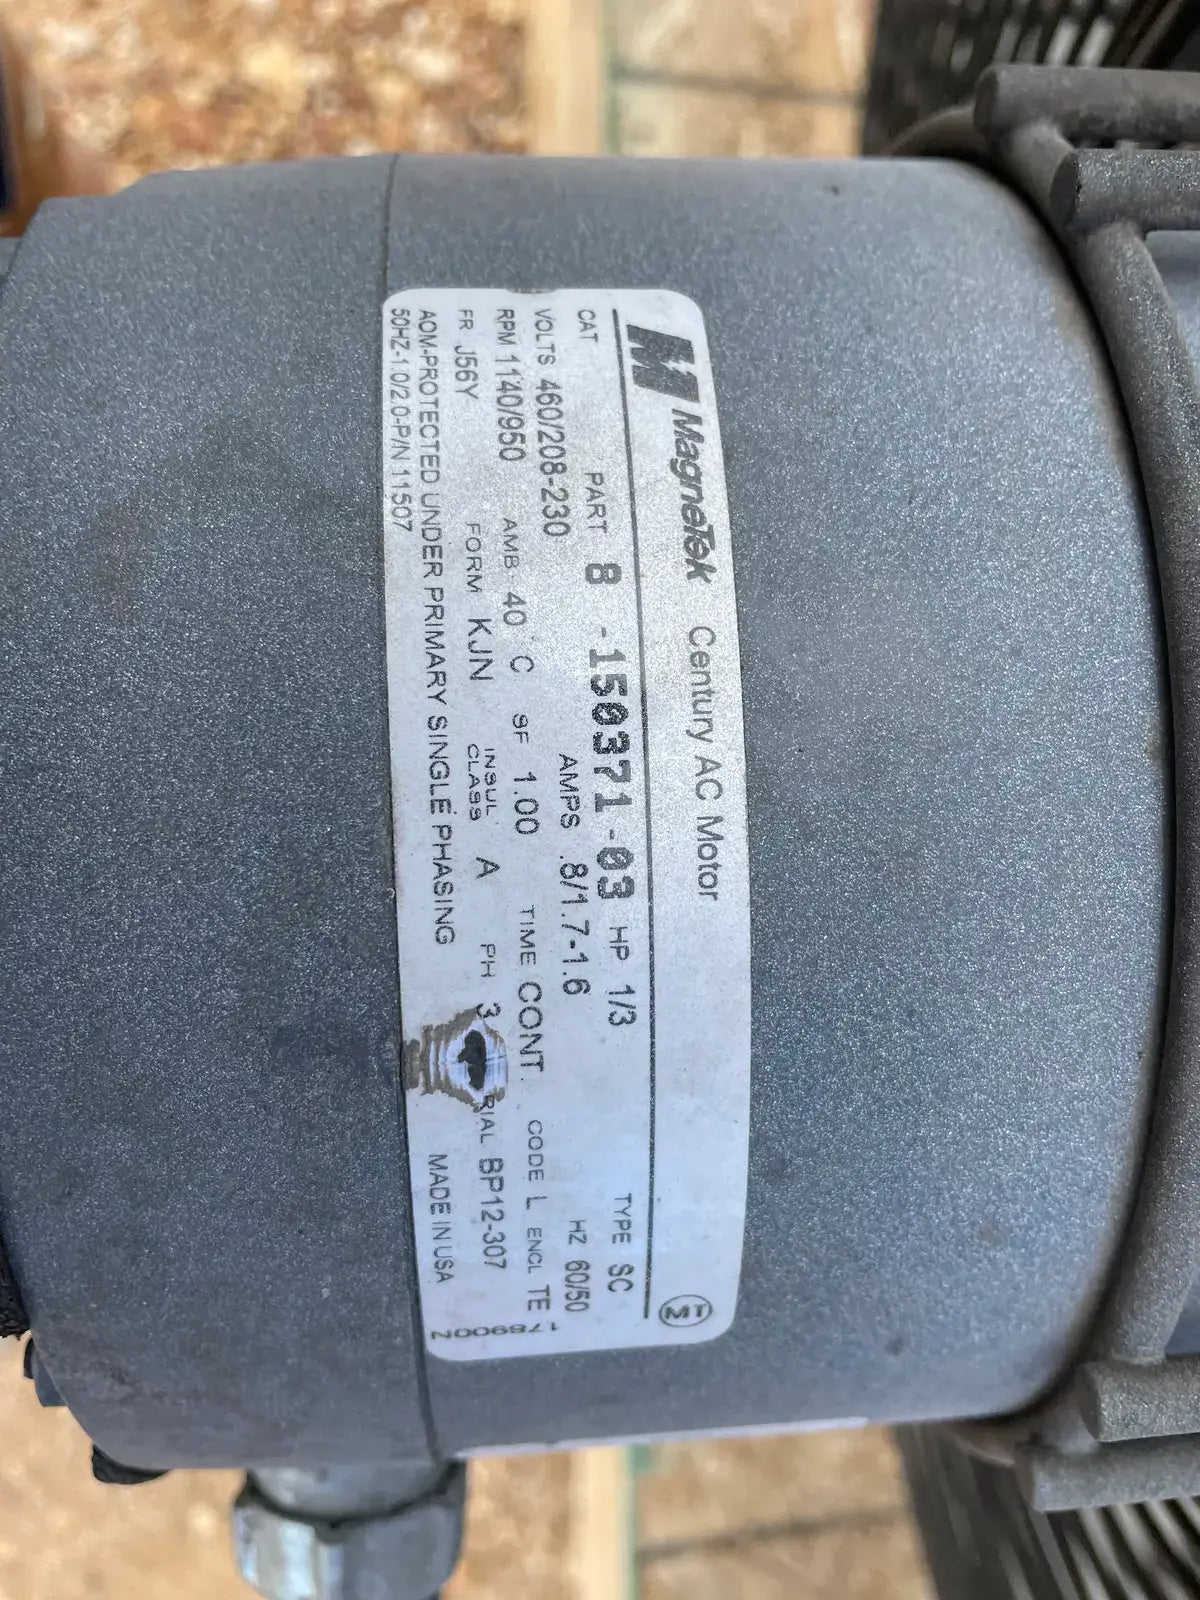 MagneTek Century AC Motor MT
CAT PART 8-150371-03 HP 1/3 TYPE SC
VOLTS 460/208-230 AMPS .8/1.7-1.6 HZ 60/50
RPM 1140/950 AMB 40°C SF 1.00 TIME CONT. CODE L ENCL TE
FR J56Y FORM KJN INSUL CLASS A PH 3 RIAL BP12-307
AOM-PROTECTED UNDER PRIMARY SINGLE PHASING MADE IN USA
50HZ-1.0/2.0-P/N 11507